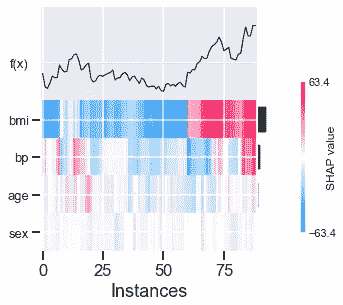 f(x)
bmi
bp
age
sex
0
25
50
75
Instances
63.4
SHAP value
−63.4